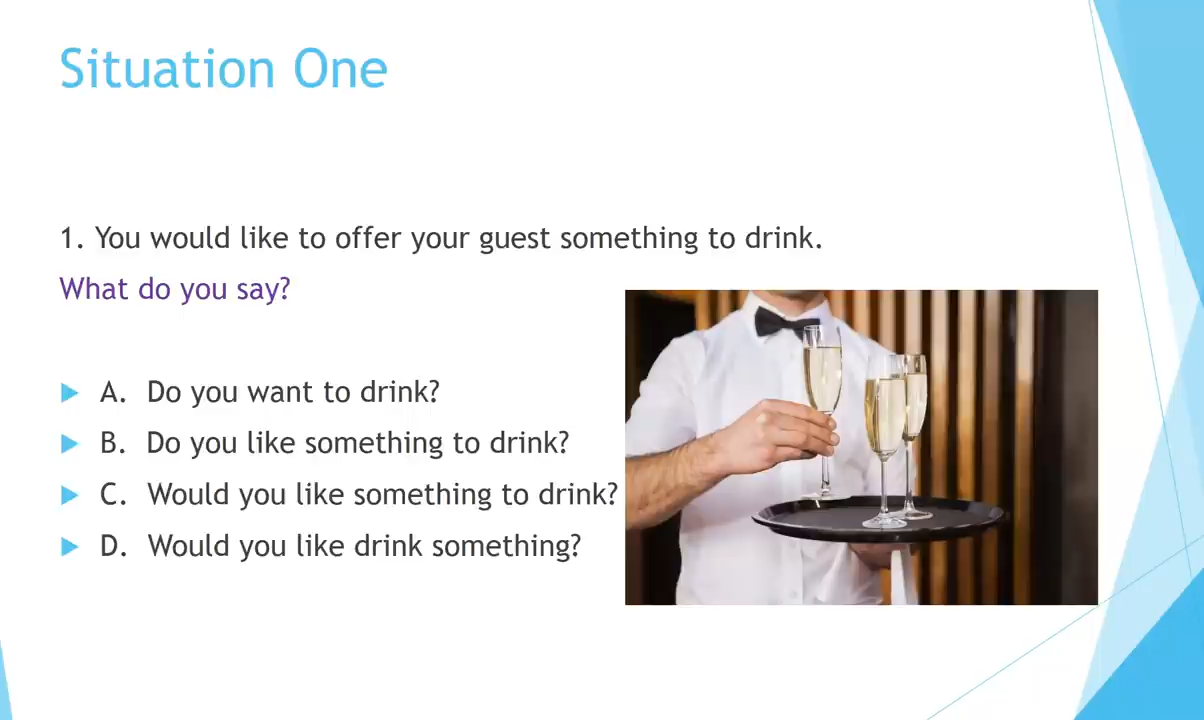 Situation One
1. You would like to offer your guest something to drink.
What do you say?
A. Do you want to drink?
B. Do you like something to drink?
C. Would you like something to drink?
D. Would you like drink something?